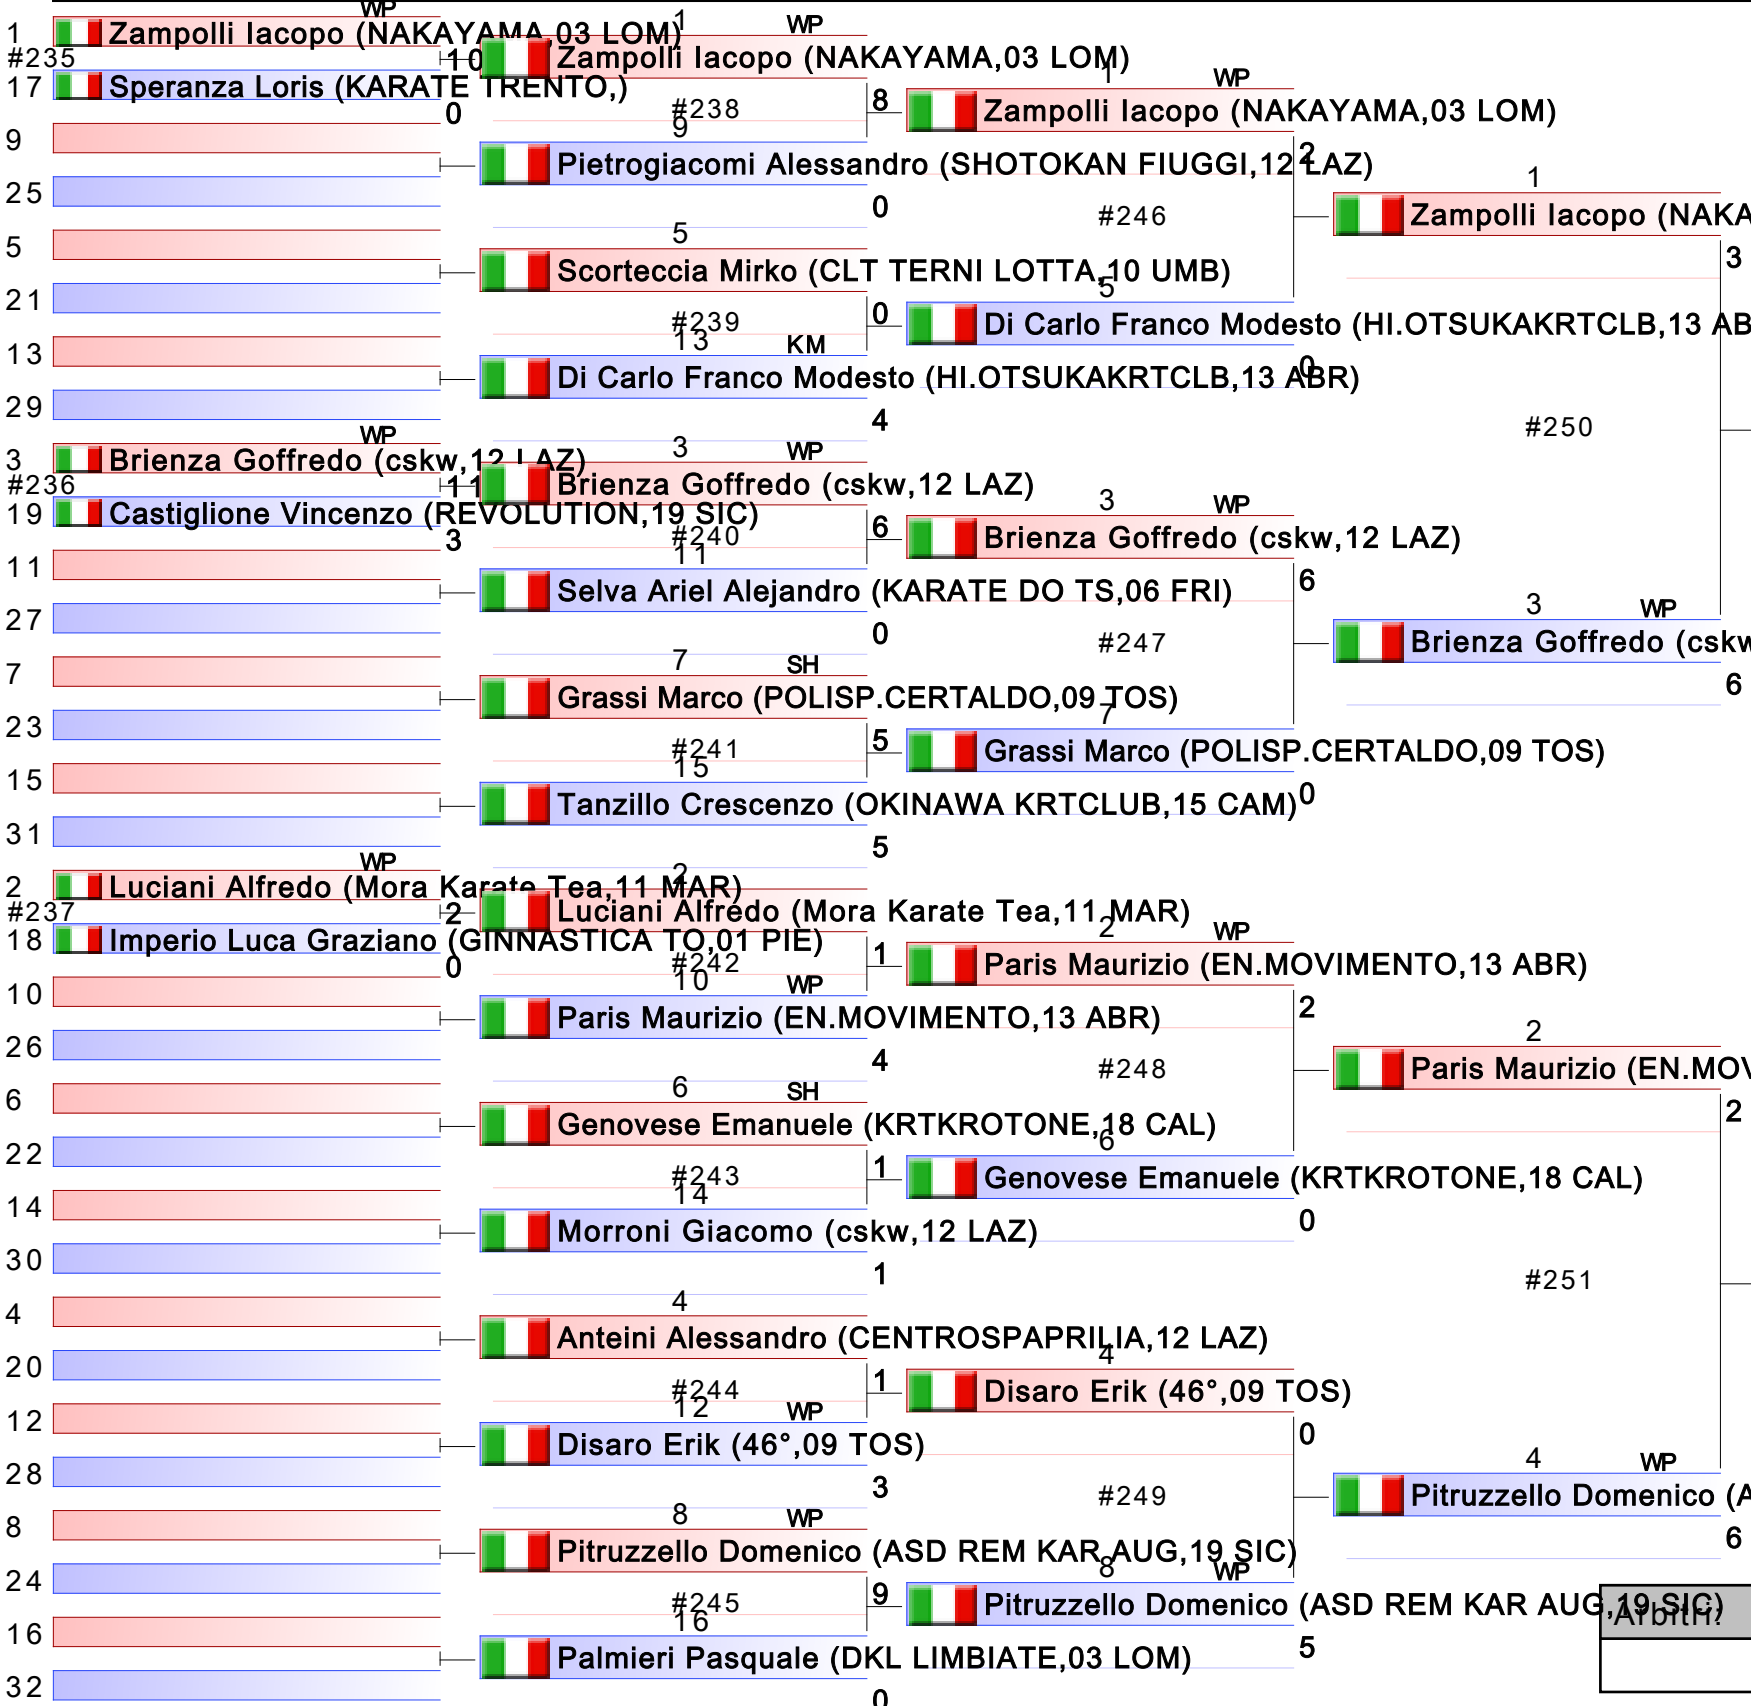 WP
1 Zampolli Iacopo (NAKAYAMA,03 LOM)
#235 10
17 Speranza Loris (KARATE TRENTO,)
0
9
25
5
21
13
29
WP
3 Brienza Goffredo (cskw,12 LAZ)
#236 11
19 Castiglione Vincenzo (REVOLUTION,19 SIC)
3
11
27
7
23
15
31
WP
2 Luciani Alfredo (Mora Karate Tea,11 MAR)
#237 2
18 Imperio Luca Graziano (GINNASTICA TO,01 PIE)
0
10
26
6
22
14
30
4
20
12
28
8
24
16
32
1 WP
Zampolli Iacopo (NAKAYAMA,03 LOM)
#238 8
9
Pietrogiacomi Alessandro (SHOTOKAN FIUGGI,12 LAZ)
0
5
Scorteccia Mirko (CLT TERNI LOTTA,10 UMB)
#239 0
13 KM
Di Carlo Franco Modesto (HI.OTSUKAKRTCLB,13 ABR)
4
3 WP
Brienza Goffredo (cskw,12 LAZ)
#240 6
11
Selva Ariel Alejandro (KARATE DO TS,06 FRI)
0
7 SH
Grassi Marco (POLISP.CERTALDO,09 TOS)
#241 5
15
Tanzillo Crescenzo (OKINAWA KRTCLUB,15 CAM)
5
2
Luciani Alfredo (Mora Karate Tea,11 MAR)
#242 1
10 WP
Paris Maurizio (EN.MOVIMENTO,13 ABR)
4
6 SH
Genovese Emanuele (KRTKROTONE,18 CAL)
#243 1
14
Morroni Giacomo (cskw,12 LAZ)
1
4
Anteini Alessandro (CENTROSPAPRILIA,12 LAZ)
#244 1
12 WP
Disaro Erik (46°,09 TOS)
3
8 WP
Pitruzzello Domenico (ASD REM KAR AUG,19 SIC)
#245 9
16
Palmieri Pasquale (DKL LIMBIATE,03 LOM)
0
1 WP
Zampolli Iacopo (NAKAYAMA,03 LOM)
2
#246
5
Di Carlo Franco Modesto (HI.OTSUKAKRTCLB,13 AB
0
3 WP
Brienza Goffredo (cskw,12 LAZ)
6
#247
7
Grassi Marco (POLISP.CERTALDO,09 TOS)
0
2 WP
Paris Maurizio (EN.MOVIMENTO,13 ABR)
2
#248
6
Genovese Emanuele (KRTKROTONE,18 CAL)
0
4
Disaro Erik (46°,09 TOS)
0
#249
8 WP
Pitruzzello Domenico (ASD REM KAR AUG,19 SIC)
5
1
Zampolli Iacopo (NAKA
3
#250
3 WP
Brienza Goffredo (cskw
6
2
Paris Maurizio (EN.MOV
2
#251
4 WP
Pitruzzello Domenico (A
6
Arbitri: